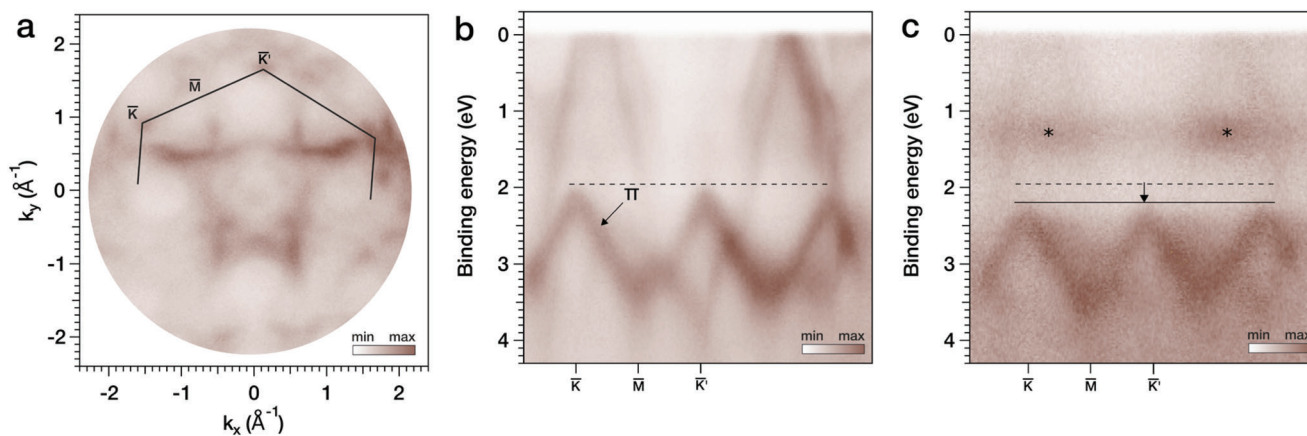 a
2
1
0
-1
-2
k_y (Å⁻¹)
K̅
M̅
K̅'
min max
-2 -1 0 1 2
k_x (Å⁻¹)
b
0
1
2
3
4
Binding energy (eV)
π
min max
K̅ M̅ K̅'
c
0
1
2
3
4
Binding energy (eV)
* *
min max
K̅ M̅ K̅'